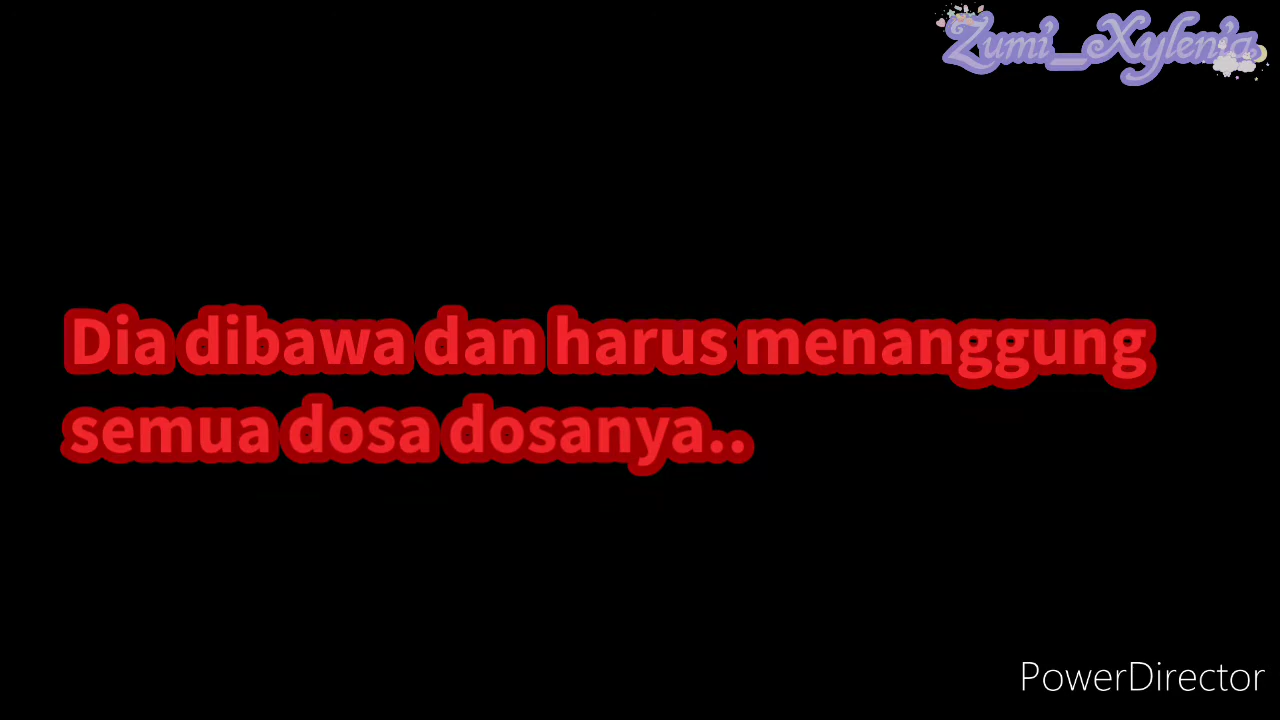 Zumi_Xylenia
Dia dibawa dan harus menanggung
semua dosa dosanya..
PowerDirector